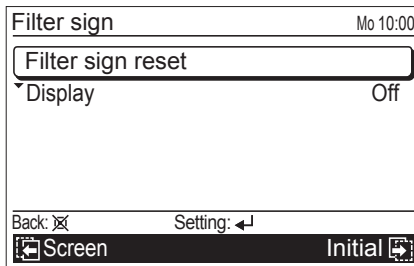 Filter sign Mo 10:00
Filter sign reset
Display Off
Back: Setting:
Screen Initial